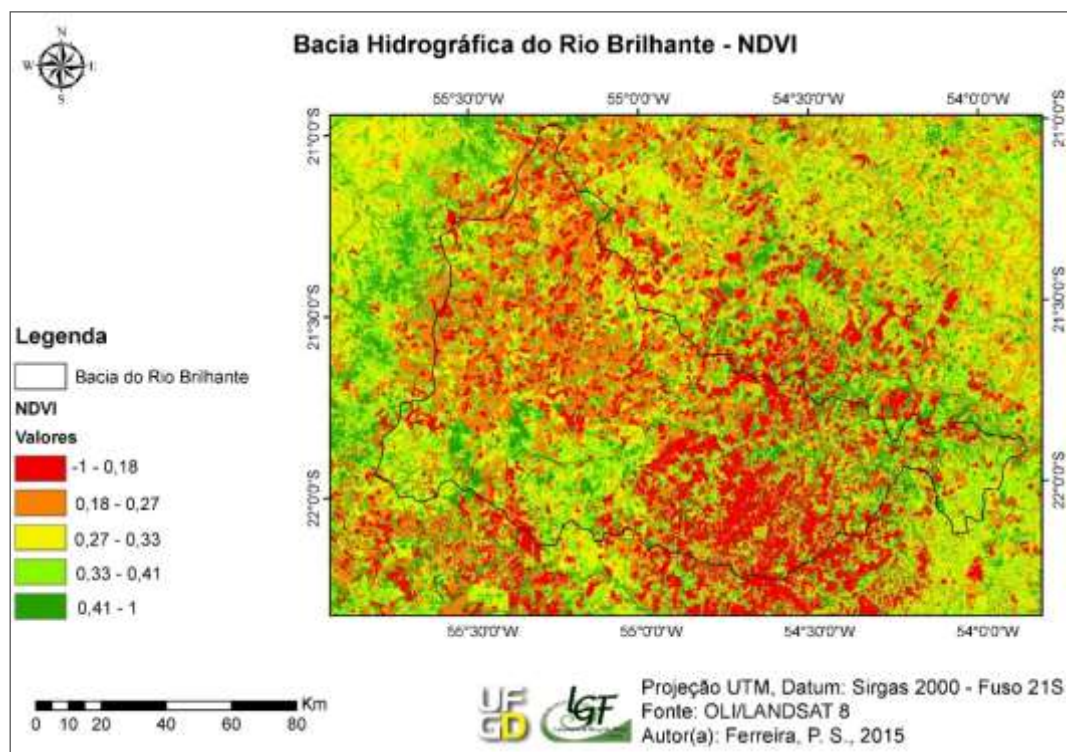 Bacia Hidrográfica do Rio Brilhante - NDVI
N
W E
S
55°30'0"W 55°0'0"W 54°30'0"W 54°0'0"W
21°0'0"S 21°0'0"S
21°30'0"S 21°30'0"S
22°0'0"S 22°0'0"S
55°30'0"W 55°0'0"W 54°30'0"W 54°0'0"W
Legenda
Bacia do Rio Brilhante
NDVI
Valores
-1 - 0,18
0,18 - 0,27
0,27 - 0,33
0,33 - 0,41
0,41 - 1
Km
0 5 10 20 40 60 80
UF
GD
LGF
Projeção UTM, Datum: Sirgas 2000 - Fuso 21S
Fonte: OLI/LANDSAT 8
Autor(a): Ferreira, P. S., 2015